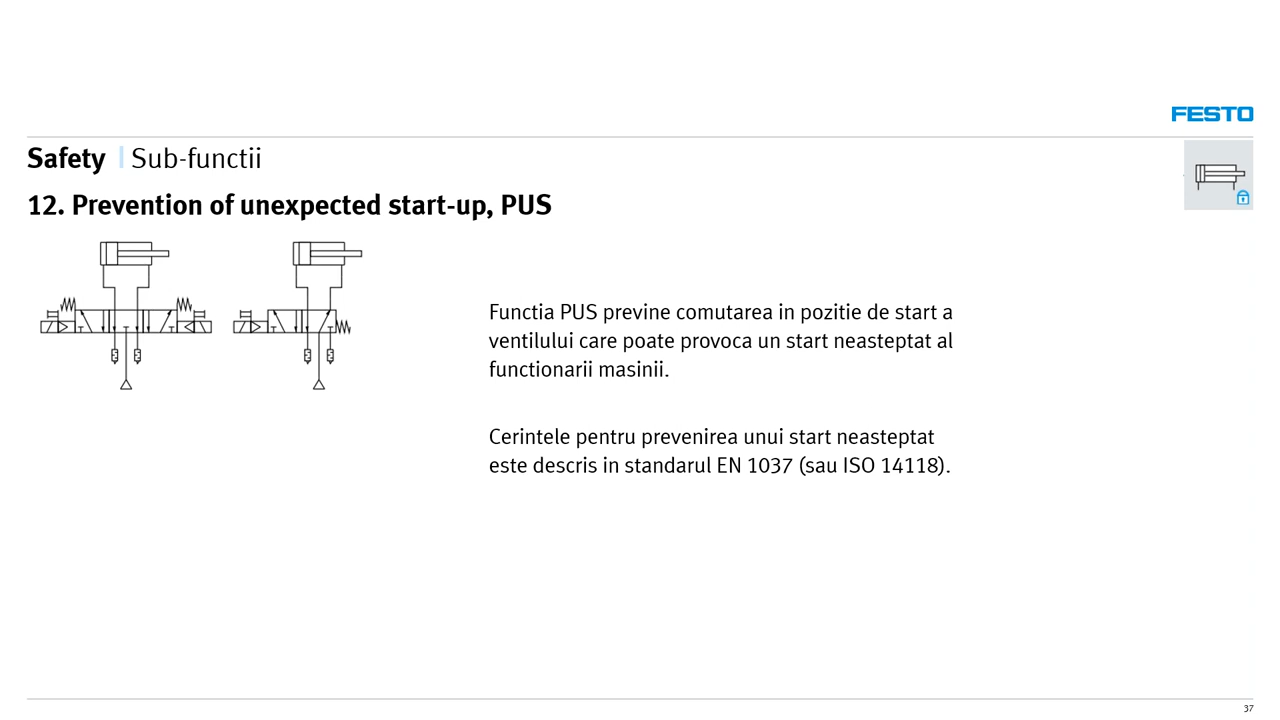 FESTO
Safety | Sub-functii
12. Prevention of unexpected start-up, PUS
Functia PUS previne comutarea in pozitie de start a
ventilului care poate provoca un start neasteptat al
functionarii masinii.
Cerintele pentru prevenirea unui start neasteptat
este descris in standarul EN 1037 (sau ISO 14118).
37